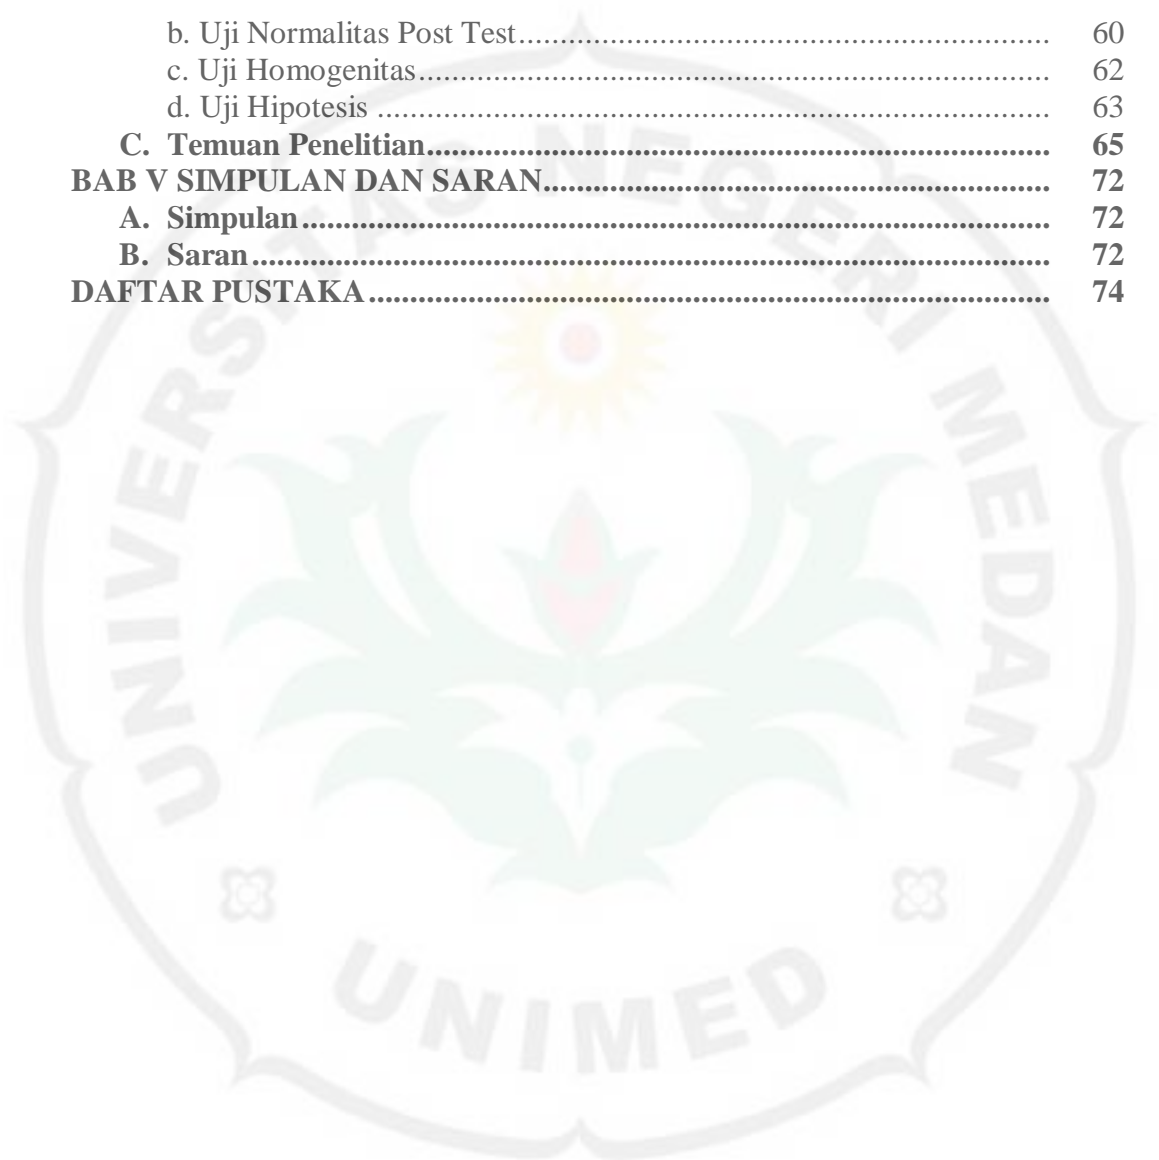 b. Uji Normalitas Post Test................................................................ 60
c. Uji Homogenitas............................................................................ 62
d. Uji Hipotesis ................................................................................. 63
C. Temuan Penelitian........................................................................... 65
BAB V SIMPULAN DAN SARAN............................................................. 72
A. Simpulan.......................................................................................... 72
B. Saran................................................................................................ 72
DAFTAR PUSTAKA.................................................................................. 74
UNIVERSITAS NEGERI MEDAN
UNIMED